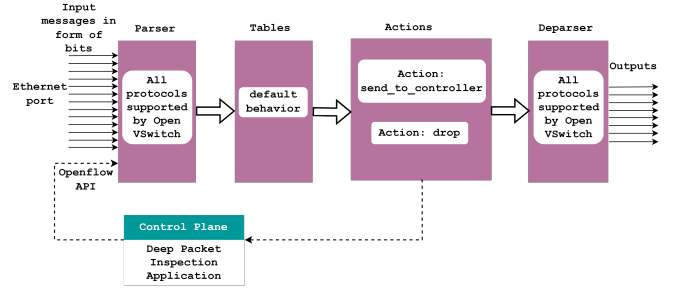 Input
messages in
form of
bits
Parser
Tables
Actions
Deparser
Ethernet
port
All
protocols
supported
by Open
VSwitch
default
behavior
Action:
send_to_controller
Action: drop
All
protocols
supported
by Open
VSwitch
Outputs
Openflow
API
Control Plane
Deep Packet
Inspection
Application